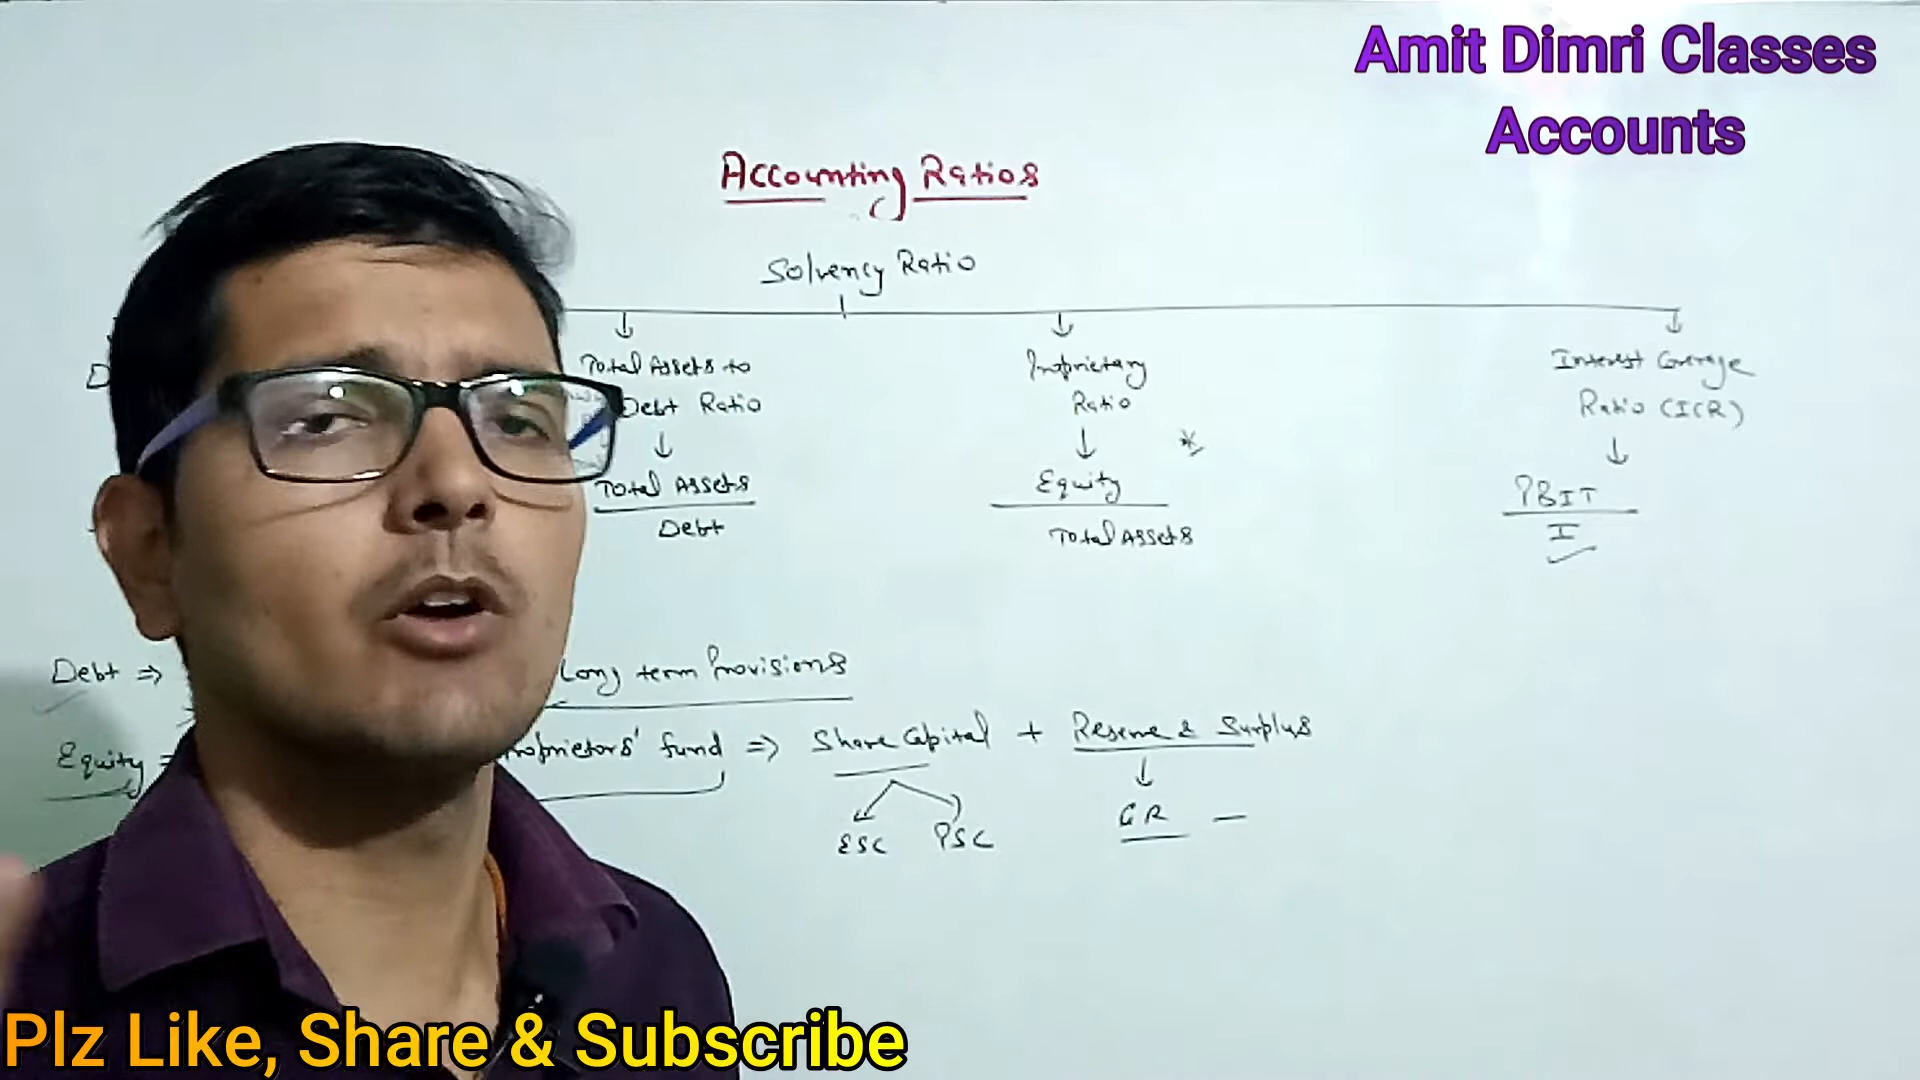 Amit Dimri Classes
Accounts
Accounting Ratios
Solvency Ratio
D
Total Assets to
Debt Ratio
Total Assets
Debt
Proprietary
Ratio
Equity
Total Assets
*
Interest Coverage
Ratio (ICR)
PBIT
I
Debt ⇒ Long term Provisions
Equity = Proprietors' fund ⇒ Share Capital + Reserve & Surplus
ESC PSC GR —
Plz Like, Share & Subscribe